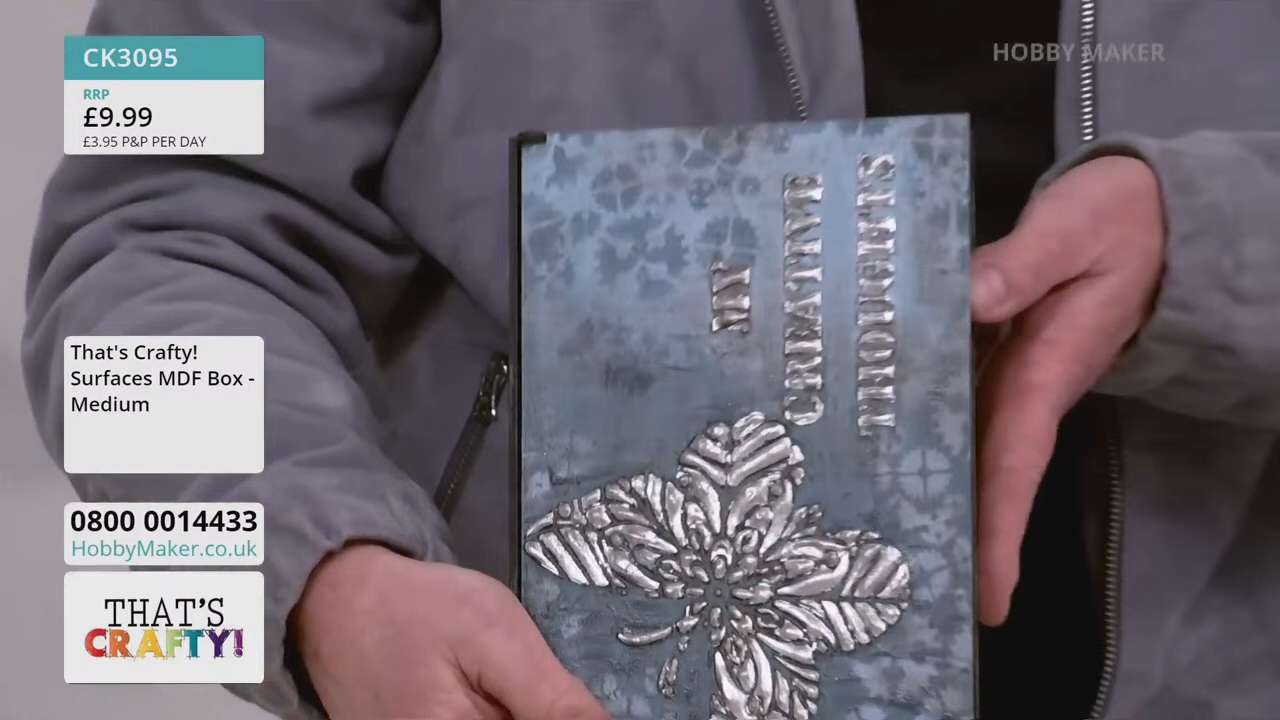 CK3095
RRP
£9.99
£3.95 P&P PER DAY
HOBBY MAKER
MY
CREATIVE
THOUGHTS
That's Crafty!
Surfaces MDF Box -
Medium
0800 0014433
HobbyMaker.co.uk
THAT'S
CRAFTY!